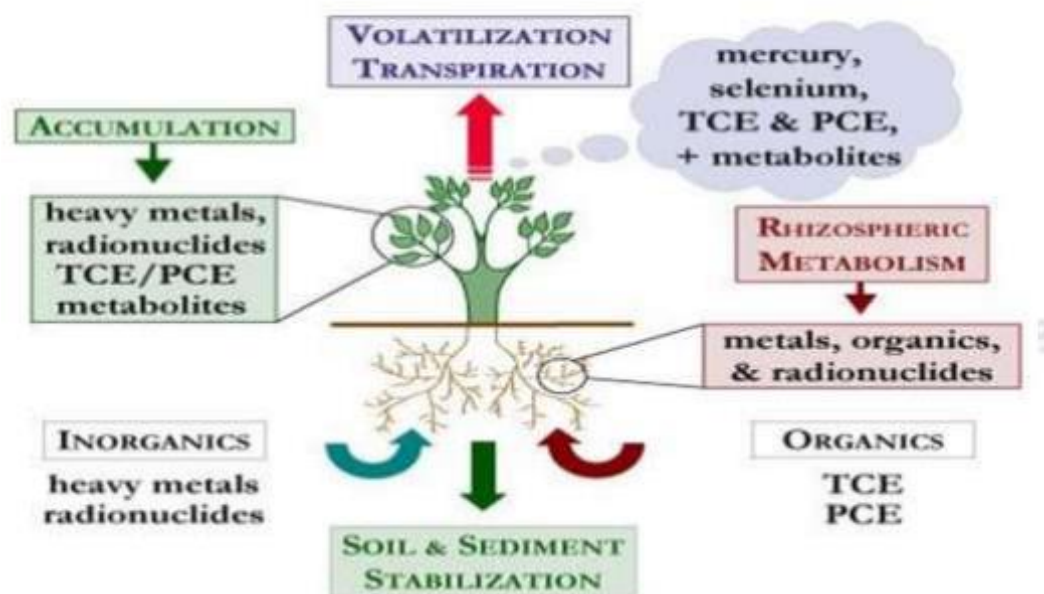 VOLATILIZATION
TRANSPIRATION
mercury,
selenium,
TCE & PCE,
+ metabolites
ACCUMULATION
heavy metals,
radionuclides
TCE/PCE
metabolites
RHIZOSPHERIC
METABOLISM
metals, organics,
& radionuclides
INORGANICS
heavy metals
radionuclides
ORGANICS
TCE
PCE
SOIL & SEDIMENT
STABILIZATION